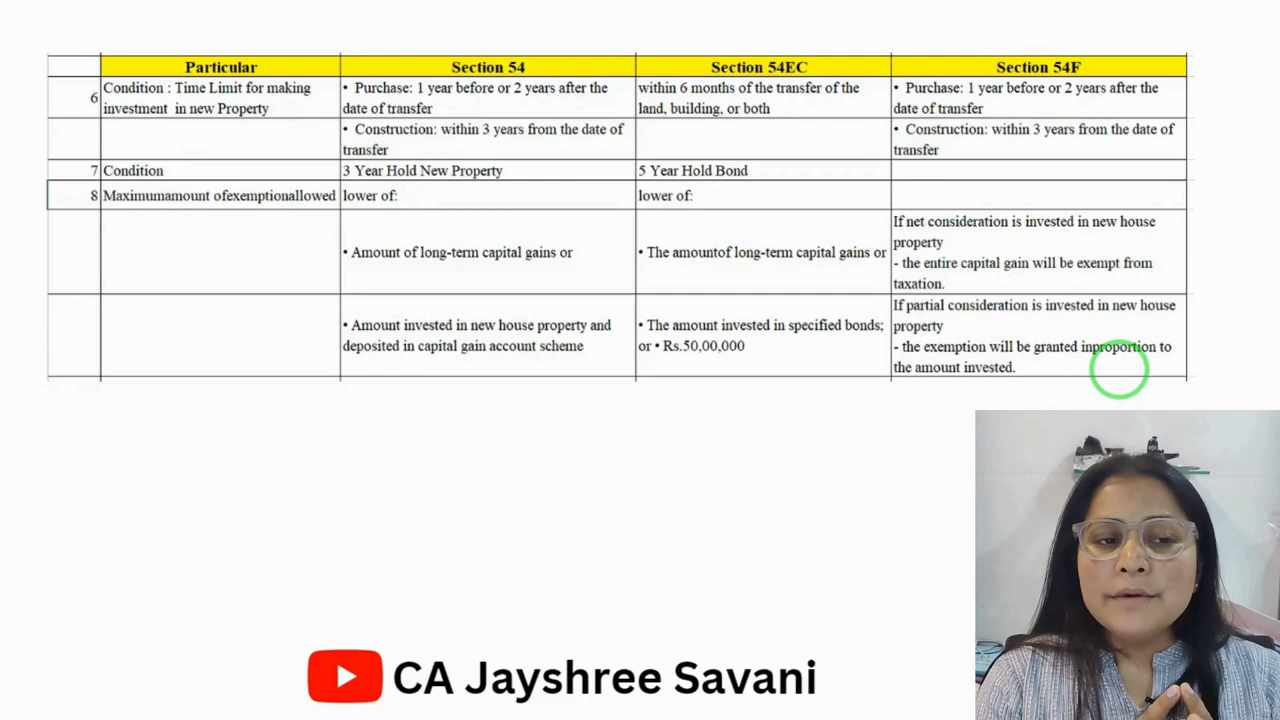 Particular Section 54 Section 54EC Section 54F
6 Condition : Time Limit for making investment in new Property
• Purchase: 1 year before or 2 years after the date of transfer
within 6 months of the transfer of the land, building, or both
• Purchase: 1 year before or 2 years after the date of transfer
• Construction: within 3 years from the date of transfer
• Construction: within 3 years from the date of transfer
7 Condition 3 Year Hold New Property 5 Year Hold Bond
8 Maximumamount ofexemptionallowed lower of: lower of:
• Amount of long-term capital gains or
• The amountof long-term capital gains or
If net consideration is invested in new house property
- the entire capital gain will be exempt from taxation.
• Amount invested in new house property and deposited in capital gain account scheme
• The amount invested in specified bonds; or • Rs.50,00,000
If partial consideration is invested in new house property
- the exemption will be granted inproportion to the amount invested.
CA Jayshree Savani